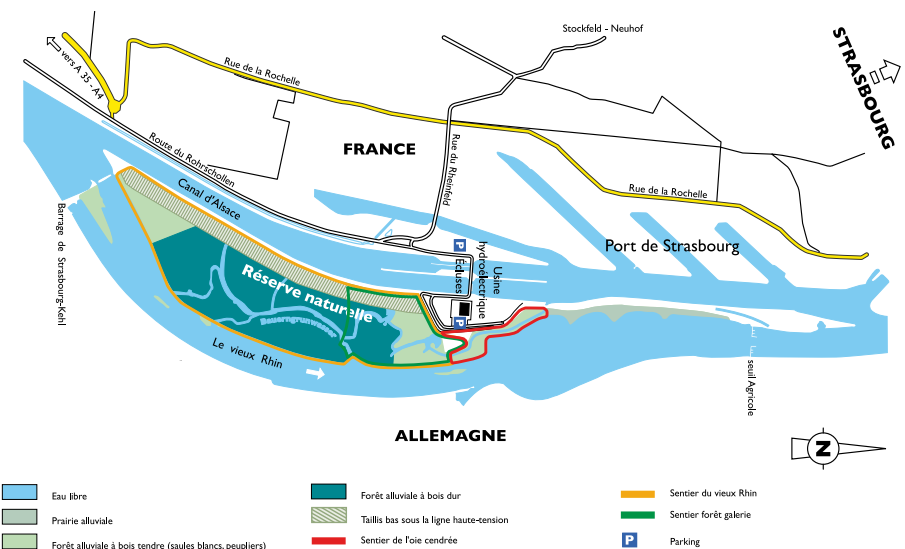 Stockfeld - Neuhof
STRASBOURG
vers A 35 - A4
Rue de la Rochelle
FRANCE
Route du Rohrschollen
Rue du Rheinfeld
Canal d'Alsace
Rue de la Rochelle
Barrage de Strasbourg-Kehl
P
Écluses
Usine
hydroélectrique
Port de Strasbourg
Réserve naturelle
Bauerngrundwasser
P
Le vieux Rhin
seuil Agricole
ALLEMAGNE
N
Eau libre
Prairie alluviale
Forêt alluviale à bois tendre (saules blancs, peupliers)
Forêt alluviale à bois dur
Taillis bas sous la ligne haute-tension
Sentier de l'oie cendrée
Sentier du vieux Rhin
Sentier forêt galerie
P Parking